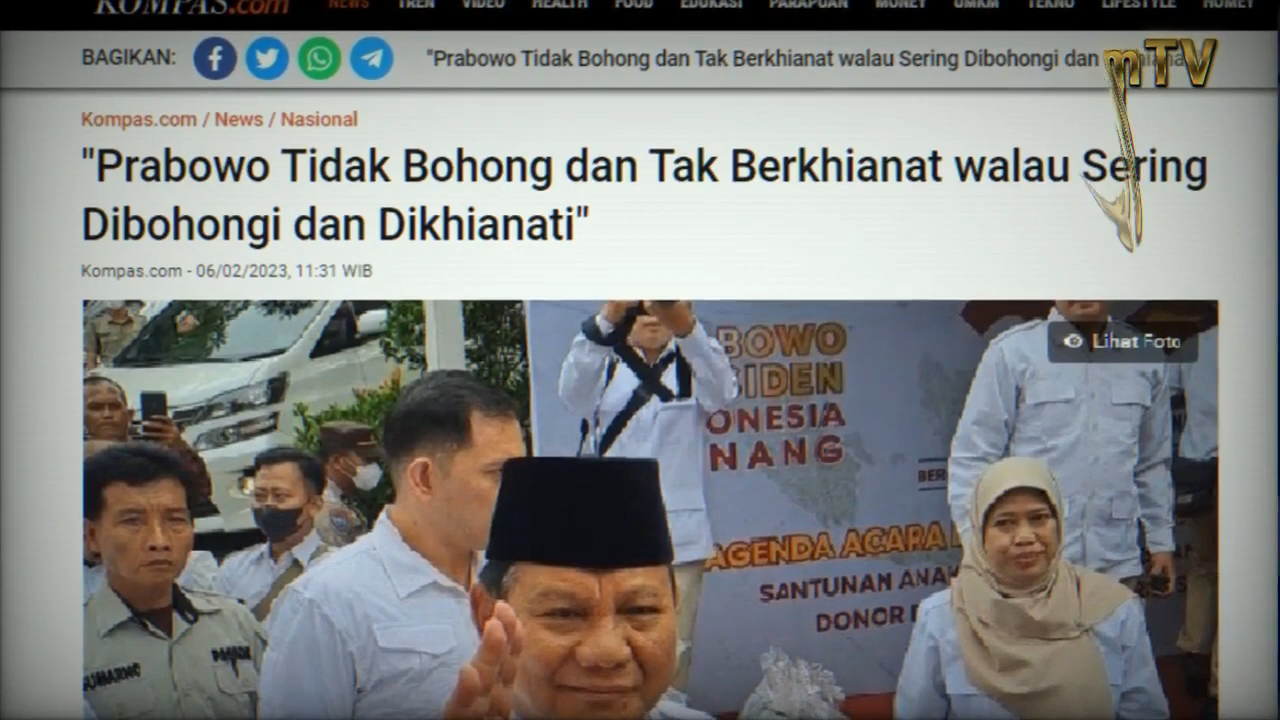 KOMPAS.com NEWS TREN VIDEO HEALTH FOOD EDUKASI PARAPUAN MONEY UMKM TEKNO LIFESTYLE HOMEY
BAGIKAN: "Prabowo Tidak Bohong dan Tak Berkhianat walau Sering Dibohongi dan
mTV
Kompas.com / News / Nasional
"Prabowo Tidak Bohong dan Tak Berkhianat walau Sering
Dibohongi dan Dikhianati"
Kompas.com - 06/02/2023, 11:31 WIB
Lihat Foto
BOWO
SIDEN
ONESIA
NANG
BER
AGENDA ACARA
SANTUNAN ANAK
DONOR